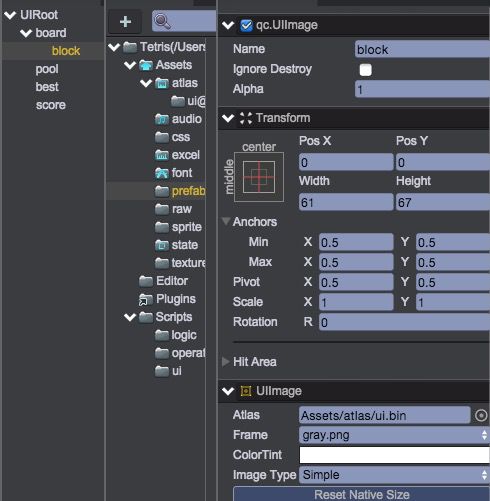 UIRoot
board
block
pool
best
score
+
Tetris(/Users
Assets
atlas
ui@
audio
css
excel
font
prefab
raw
sprite
state
texture
Editor
Plugins
Scripts
logic
operat
ui
qc.UIImage
Name block
Ignore Destroy
Alpha 1
Transform
center
middle
Pos X Pos Y
0 0
Width Height
61 67
Anchors
Min X 0.5 Y 0.5
Max X 0.5 Y 0.5
Pivot X 0.5 Y 0.5
Scale X 1 Y 1
Rotation R 0
Hit Area
UIImage
Atlas Assets/atlas/ui.bin
Frame gray.png
ColorTint
Image Type Simple
Reset Native Size